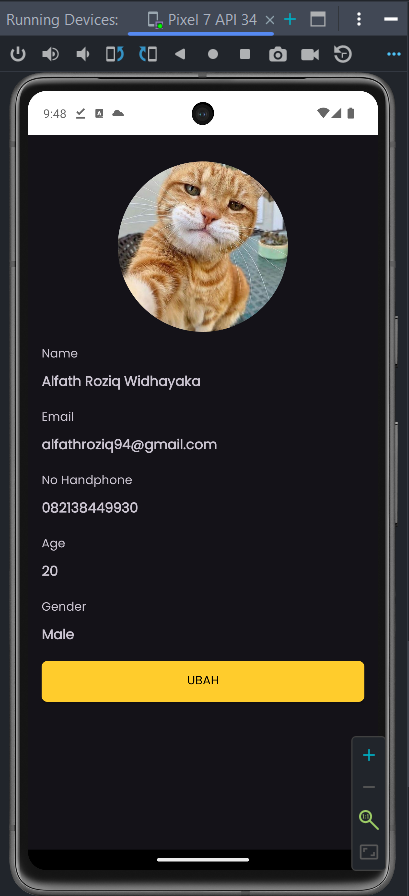 Running Devices: Pixel 7 API 34
9:48
Name
Alfath Roziq Widhayaka
Email
alfathroziq94@gmail.com
No Handphone
082138449930
Age
20
Gender
Male
UBAH